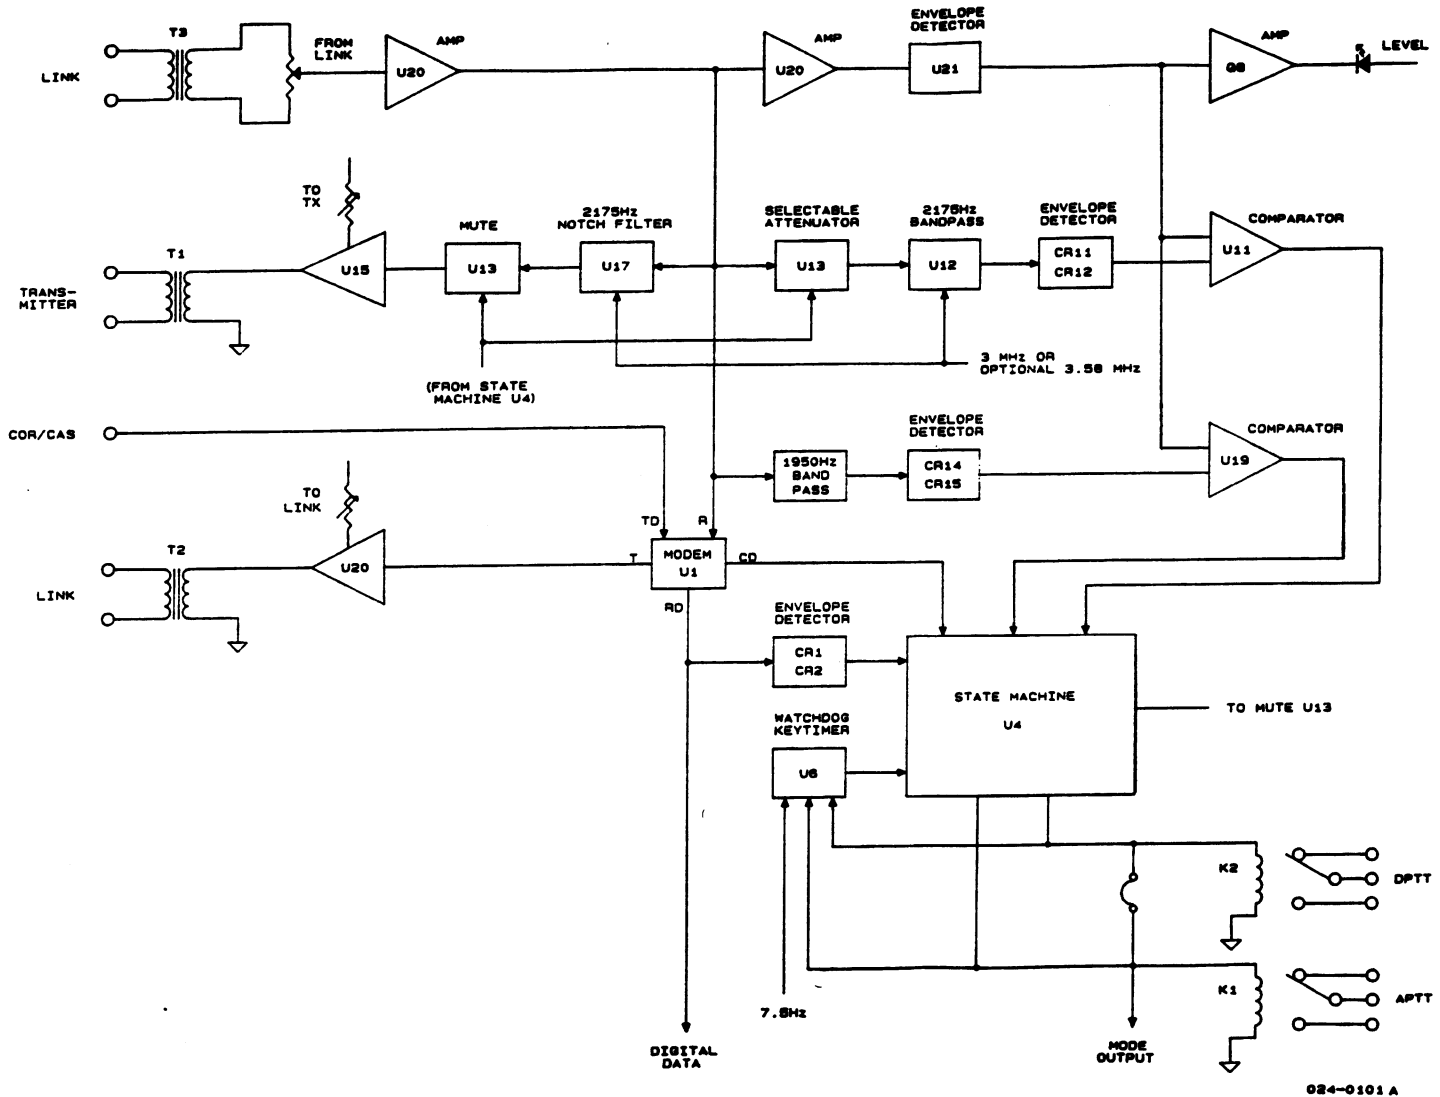 T3
FROM
LINK
AMP
U20
LINK
AMP
U20
ENVELOPE
DETECTOR
U21
AMP
Q8
LEVEL
TO
TX
T1
TRANS-
MITTER
U15
MUTE
U13
2175Hz
NOTCH FILTER
U17
SELECTABLE
ATTENUATOR
U13
2175Hz
BANDPASS
U12
ENVELOPE
DETECTOR
CR11
CR12
COMPARATOR
U11
(FROM STATE
MACHINE U4)
3 MHz OR
OPTIONAL 3.58 MHz
COR/CAS
1950Hz
BAND
PASS
ENVELOPE
DETECTOR
CR14
CR15
COMPARATOR
U19
TO
LINK
T2
LINK
U20
TD
R
T
MODEM
U1
CD
RD
ENVELOPE
DETECTOR
CR1
CR2
STATE MACHINE
U4
TO MUTE U13
WATCHDOG
KEYTIMER
U6
K2
DPTT
K1
APTT
7.5Hz
MODE
OUTPUT
DIGITAL
DATA
024-0101 A